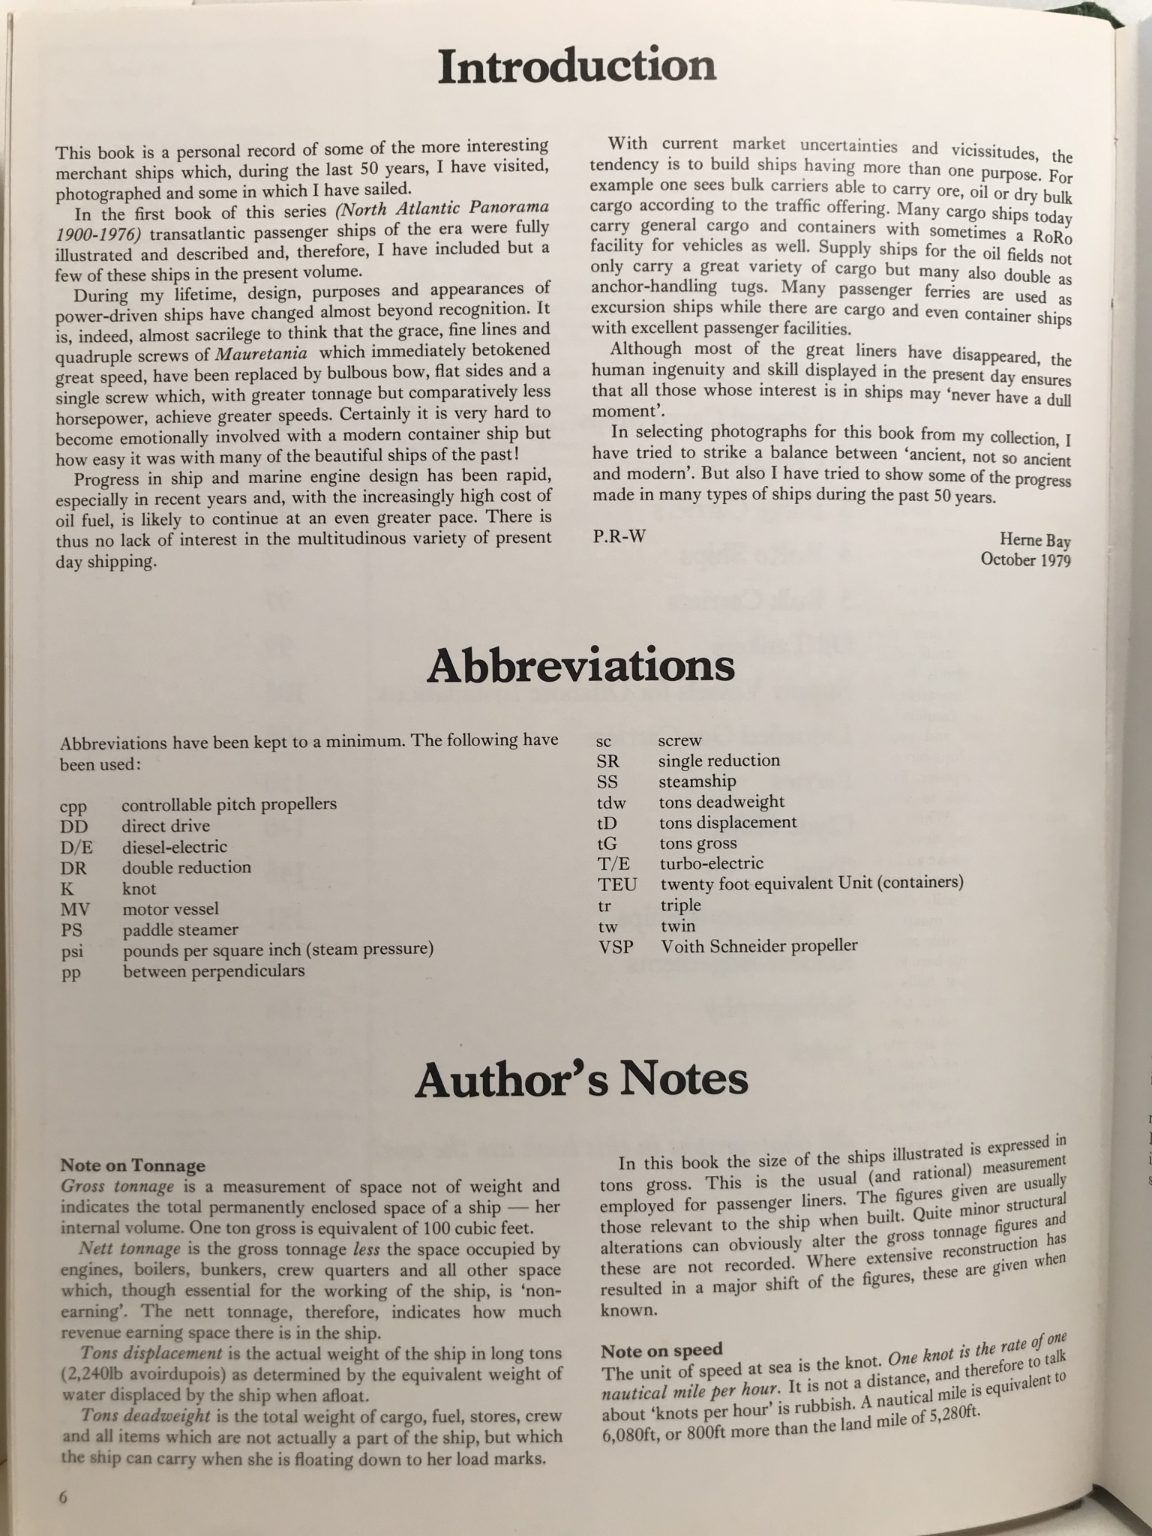 Introduction
This book is a personal record of some of the more interesting
merchant ships which, during the last 50 years, I have visited,
photographed and some in which I have sailed.
In the first book of this series (North Atlantic Panorama
1900-1976) transatlantic passenger ships of the era were fully
illustrated and described and, therefore, I have included but a
few of these ships in the present volume.
During my lifetime, design, purposes and appearances of
power-driven ships have changed almost beyond recognition. It
is, indeed, almost sacrilege to think that the grace, fine lines and
quadruple screws of Mauretania which immediately betokened
great speed, have been replaced by bulbous bow, flat sides and a
single screw which, with greater tonnage but comparatively less
horsepower, achieve greater speeds. Certainly it is very hard to
become emotionally involved with a modern container ship but
how easy it was with many of the beautiful ships of the past!
Progress in ship and marine engine design has been rapid,
especially in recent years and, with the increasingly high cost of
oil fuel, is likely to continue at an even greater pace. There is
thus no lack of interest in the multitudinous variety of present
day shipping.
With current market uncertainties and vicissitudes, the
tendency is to build ships having more than one purpose. For
example one sees bulk carriers able to carry ore, oil or dry bulk
cargo according to the traffic offering. Many cargo ships today
carry general cargo and containers with sometimes a RoRo
facility for vehicles as well. Supply ships for the oil fields not
only carry a great variety of cargo but many also double as
anchor-handling tugs. Many passenger ferries are used as
excursion ships while there are cargo and even container ships
with excellent passenger facilities.
Although most of the great liners have disappeared, the
human ingenuity and skill displayed in the present day ensures
that all those whose interest is in ships may ‘never have a dull
moment’.
In selecting photographs for this book from my collection, I
have tried to strike a balance between ‘ancient, not so ancient
and modern’. But also I have tried to show some of the progress
made in many types of ships during the past 50 years.
P.R-W Herne Bay
October 1979
Abbreviations
Abbreviations have been kept to a minimum. The following have
been used:
cpp controllable pitch propellers
DD direct drive
D/E diesel-electric
DR double reduction
K knot
MV motor vessel
PS paddle steamer
psi pounds per square inch (steam pressure)
pp between perpendiculars
sc screw
SR single reduction
SS steamship
tdw tons deadweight
tD tons displacement
tG tons gross
T/E turbo-electric
TEU twenty foot equivalent Unit (containers)
tr triple
tw twin
VSP Voith Schneider propeller
Author’s Notes
Note on Tonnage
Gross tonnage is a measurement of space not of weight and
indicates the total permanently enclosed space of a ship — her
internal volume. One ton gross is equivalent of 100 cubic feet.
Nett tonnage is the gross tonnage less the space occupied by
engines, boilers, bunkers, crew quarters and all other space
which, though essential for the working of the ship, is ‘non-
earning’. The nett tonnage, therefore, indicates how much
revenue earning space there is in the ship.
Tons displacement is the actual weight of the ship in long tons
(2,240lb avoirdupois) as determined by the equivalent weight of
water displaced by the ship when afloat.
Tons deadweight is the total weight of cargo, fuel, stores, crew
and all items which are not actually a part of the ship, but which
the ship can carry when she is floating down to her load marks.
In this book the size of the ships illustrated is expressed in
tons gross. This is the usual (and rational) measurement
employed for passenger liners. The figures given are usually
those relevant to the ship when built. Quite minor structural
alterations can obviously alter the gross tonnage figures and
these are not recorded. Where extensive reconstruction has
resulted in a major shift of the figures, these are given when
known.
Note on speed
The unit of speed at sea is the knot. One knot is the rate of one
nautical mile per hour. It is not a distance, and therefore to talk
about ‘knots per hour’ is rubbish. A nautical mile is equivalent to
6,080ft, or 800ft more than the land mile of 5,280ft.
6